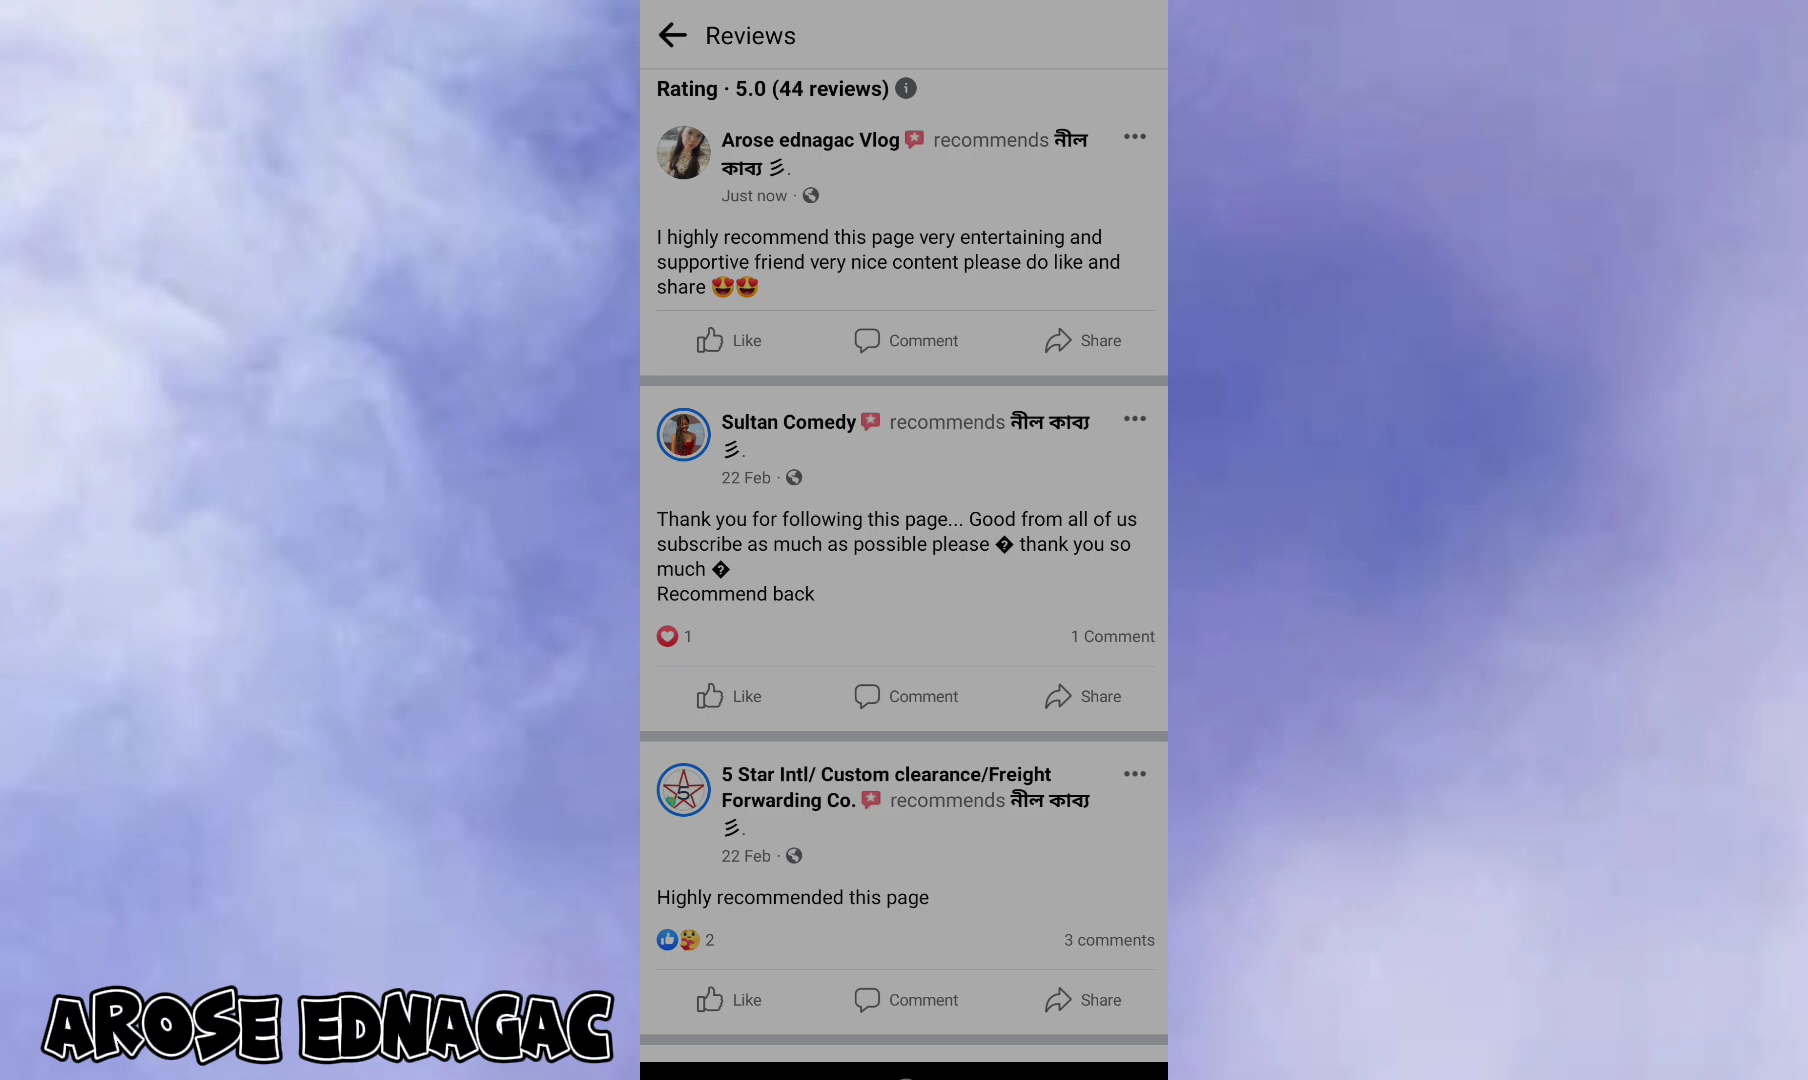 Reviews
Rating · 5.0 (44 reviews)
Arose ednagac Vlog recommends নীল
কাব্য 彡.
Just now ·
I highly recommend this page very entertaining and
supportive friend very nice content please do like and
share 😍😍
Like Comment Share
Sultan Comedy recommends নীল কাব্য
彡.
22 Feb ·
Thank you for following this page... Good from all of us
subscribe as much as possible please � thank you so
much �
Recommend back
1 1 Comment
Like Comment Share
5 Star Intl/ Custom clearance/Freight
Forwarding Co. recommends নীল কাব্য
彡.
22 Feb ·
Highly recommended this page
2 3 comments
Like Comment Share
AROSE EDNAGAC